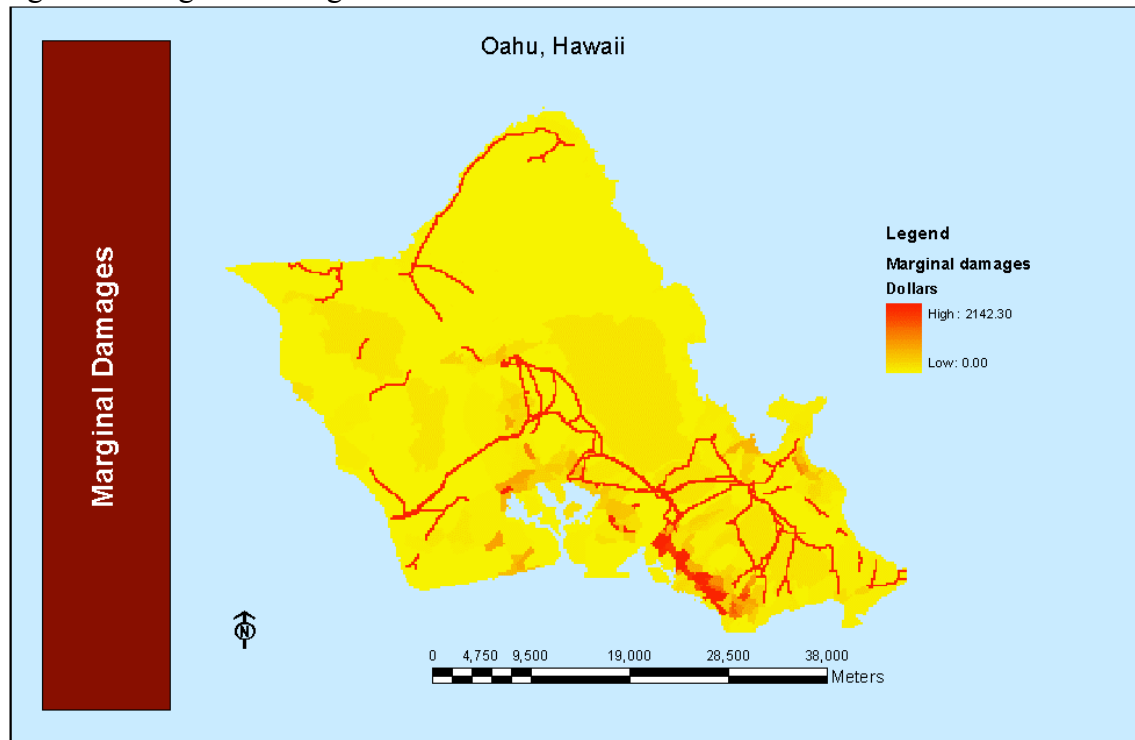 Oahu, Hawaii
Marginal Damages
Legend
Marginal damages
Dollars
High : 2142.30
Low: 0.00
N
0 4,750 9,500 19,000 28,500 38,000
Meters